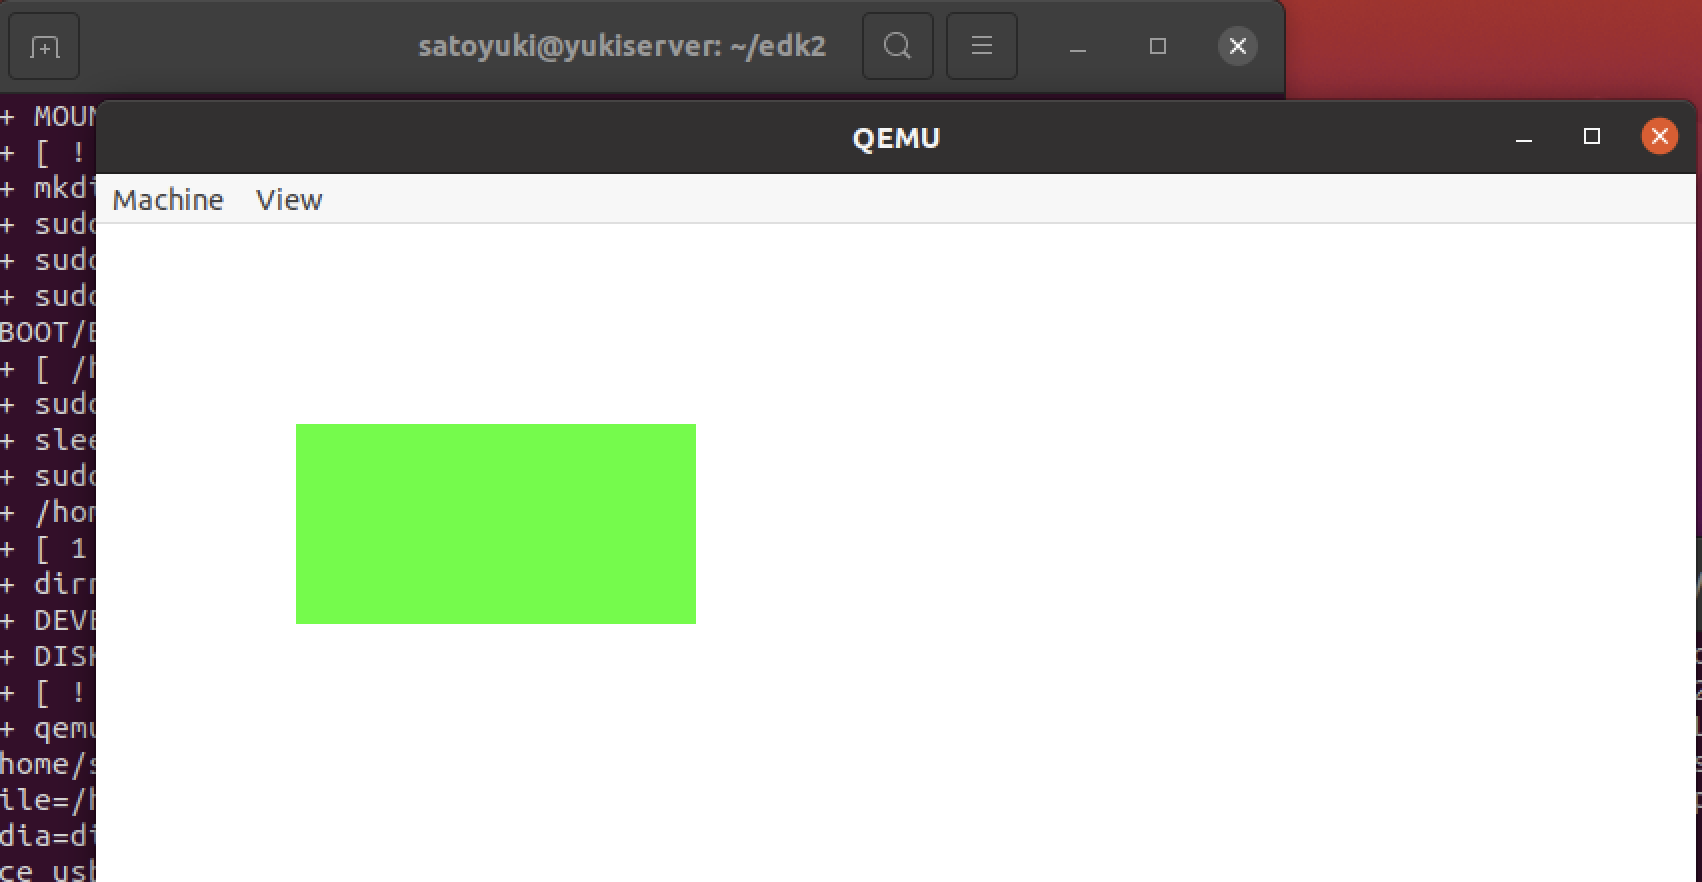 satoyuki@yukiserver: ~/edk2
QEMU
Machine View
+ MOUN
+ [ !
+ mkdi
+ sudo
+ sudo
+ sudo
BOOT/E
+ [ /h
+ sudo
+ slee
+ sudo
+ /hom
+ [ 1
+ dirn
+ DEVE
+ DISK
+ [ !
+ qemu
home/s
ile=/h
dia=di
ce usb